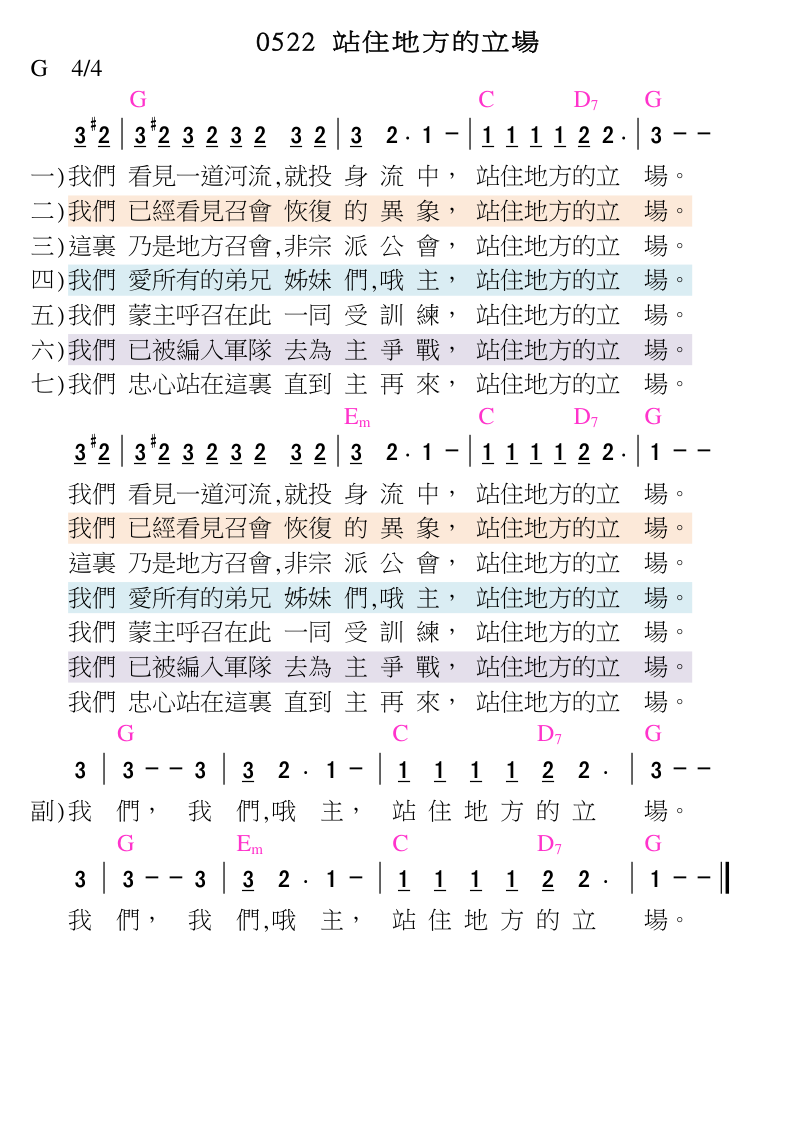 0522 站住地方的立場
G 4/4
G C D7 G
3 #2 | 3 #2 3 2 3 2 3 2 | 3 2 · 1 − | 1 1 1 1 2 2 · | 3 − −
一)我們 看見一道河流,就投 身 流 中， 站住地方的立 場。
二)我們 已經看見召會 恢復 的 異 象， 站住地方的立 場。
三)這裏 乃是地方召會,非宗 派 公 會， 站住地方的立 場。
四)我們 愛所有的弟兄 姊妹 們,哦 主， 站住地方的立 場。
五)我們 蒙主呼召在此 一同 受 訓 練， 站住地方的立 場。
六)我們 已被編入軍隊 去為 主 爭 戰， 站住地方的立 場。
七)我們 忠心站在這裏 直到 主 再 來， 站住地方的立 場。
Em C D7 G
3 #2 | 3 #2 3 2 3 2 3 2 | 3 2 · 1 − | 1 1 1 1 2 2 · | 1 − −
我們 看見一道河流,就投 身 流 中， 站住地方的立 場。
我們 已經看見召會 恢復 的 異 象， 站住地方的立 場。
這裏 乃是地方召會,非宗 派 公 會， 站住地方的立 場。
我們 愛所有的弟兄 姊妹 們,哦 主， 站住地方的立 場。
我們 蒙主呼召在此 一同 受 訓 練， 站住地方的立 場。
我們 已被編入軍隊 去為 主 爭 戰， 站住地方的立 場。
我們 忠心站在這裏 直到 主 再 來， 站住地方的立 場。
G C D7 G
3 | 3 − − 3 | 3 2 · 1 − | 1 1 1 1 2 2 · | 3 − −
副)我 們， 我 們,哦 主， 站 住 地 方 的 立 場。
G Em C D7 G
3 | 3 − − 3 | 3 2 · 1 − | 1 1 1 1 2 2 · | 1 − − ‖
我 們， 我 們,哦 主， 站 住 地 方 的 立 場。